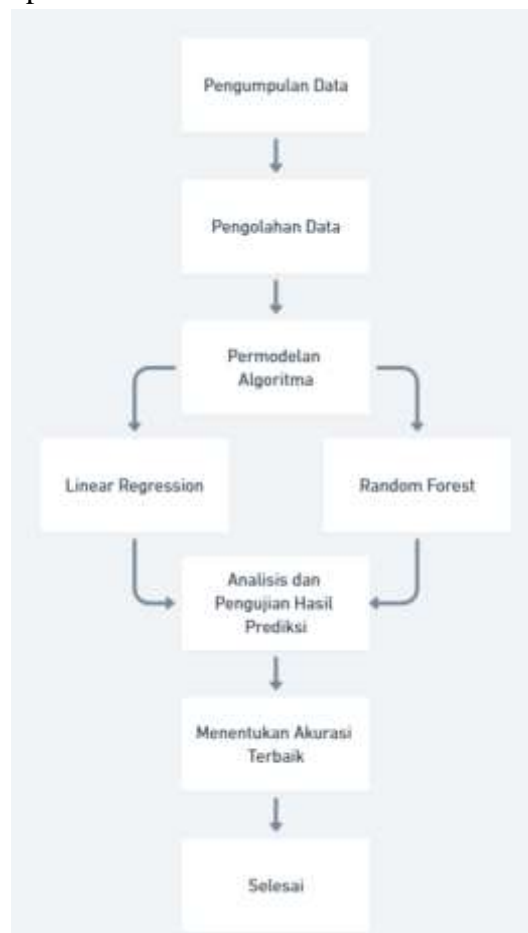 Pengumpulan Data
Pengolahan Data
Permodelan
Algoritma
Linear Regression
Random Forest
Analisis dan
Pengujian Hasil
Prediksi
Menentukan Akurasi
Terbaik
Selesai